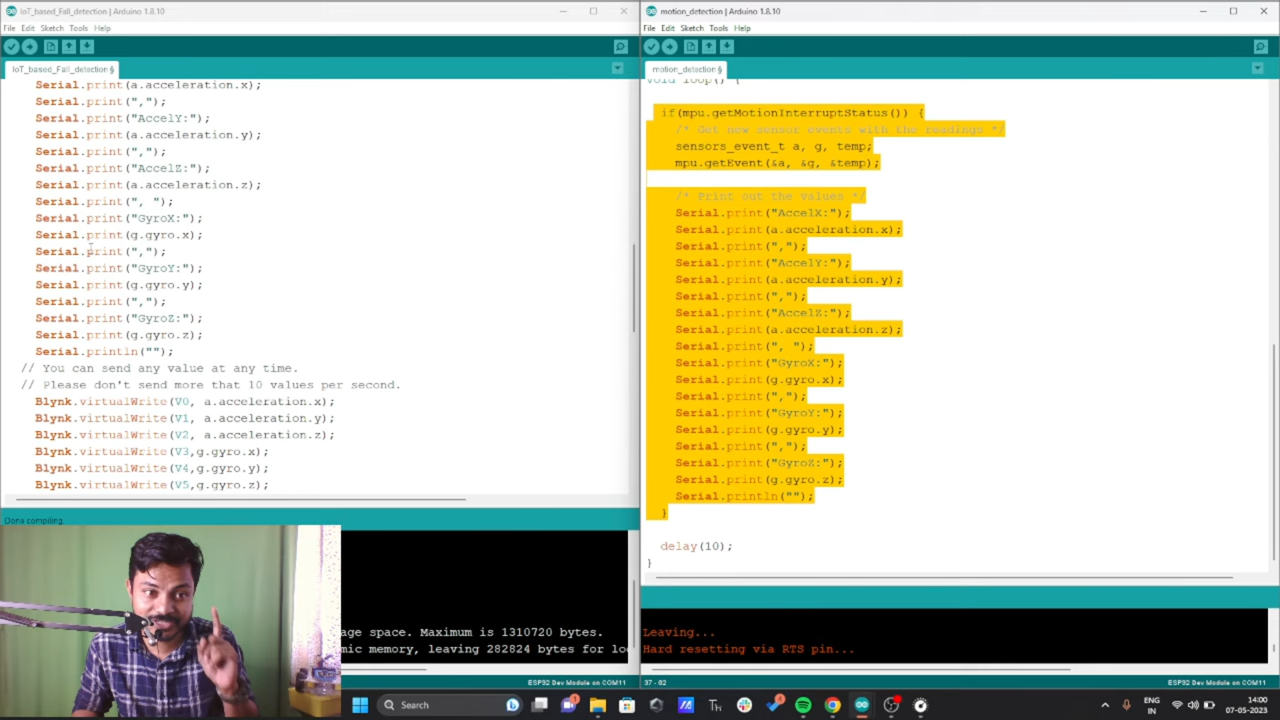 IoT_based_Fall_detection | Arduino 1.8.10
File Edit Sketch Tools Help
IoT_based_Fall_detection §
Serial.print(a.acceleration.x);
Serial.print(",");
Serial.print("AccelY:");
Serial.print(a.acceleration.y);
Serial.print(",");
Serial.print("AccelZ:");
Serial.print(a.acceleration.z);
Serial.print(", ");
Serial.print("GyroX:");
Serial.print(g.gyro.x);
Serial.print(",");
Serial.print("GyroY:");
Serial.print(g.gyro.y);
Serial.print(",");
Serial.print("GyroZ:");
Serial.print(g.gyro.z);
Serial.println("");
// You can send any value at any time.
// Please don't send more that 10 values per second.
Blynk.virtualWrite(V0, a.acceleration.x);
Blynk.virtualWrite(V1, a.acceleration.y);
Blynk.virtualWrite(V2, a.acceleration.z);
Blynk.virtualWrite(V3,g.gyro.x);
Blynk.virtualWrite(V4,g.gyro.y);
Blynk.virtualWrite(V5,g.gyro.z);
Done compiling.
age space. Maximum is 1310720 bytes.
mic memory, leaving 282824 bytes for lo
ESP32 Dev Module on COM11
motion_detection | Arduino 1.8.10
File Edit Sketch Tools Help
motion_detection §
void loop() {
if(mpu.getMotionInterruptStatus()) {
/* Get new sensor events with the readings */
sensors_event_t a, g, temp;
mpu.getEvent(&a, &g, &temp);
/* Print out the values */
Serial.print("AccelX:");
Serial.print(a.acceleration.x);
Serial.print(",");
Serial.print("AccelY:");
Serial.print(a.acceleration.y);
Serial.print(",");
Serial.print("AccelZ:");
Serial.print(a.acceleration.z);
Serial.print(", ");
Serial.print("GyroX:");
Serial.print(g.gyro.x);
Serial.print(",");
Serial.print("GyroY:");
Serial.print(g.gyro.y);
Serial.print(",");
Serial.print("GyroZ:");
Serial.print(g.gyro.z);
Serial.println("");
}
delay(10);
}
Leaving...
Hard resetting via RTS pin...
37 - 62
ESP32 Dev Module on COM11
Search
Th
ENG
IN
14:00
07-05-2023